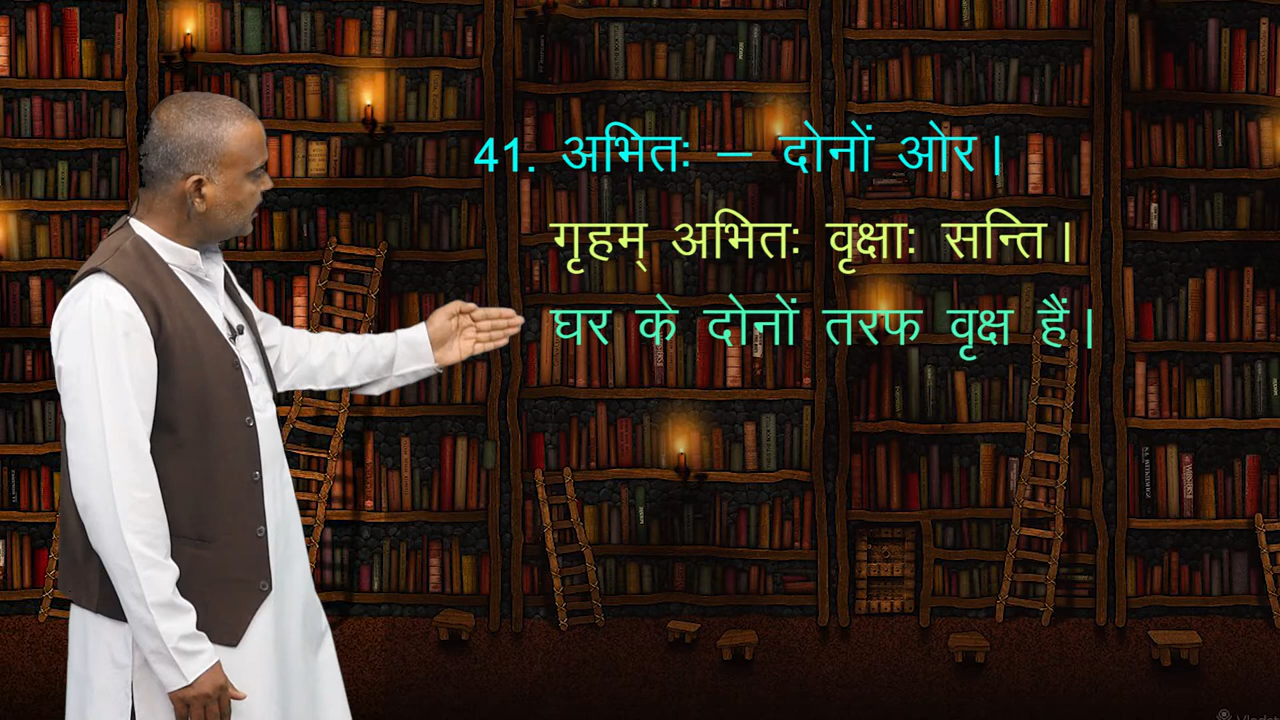 41. अभितः – दोनों ओर।
गृहम् अभितः वृक्षाः सन्ति।
घर के दोनों तरफ वृक्ष हैं।